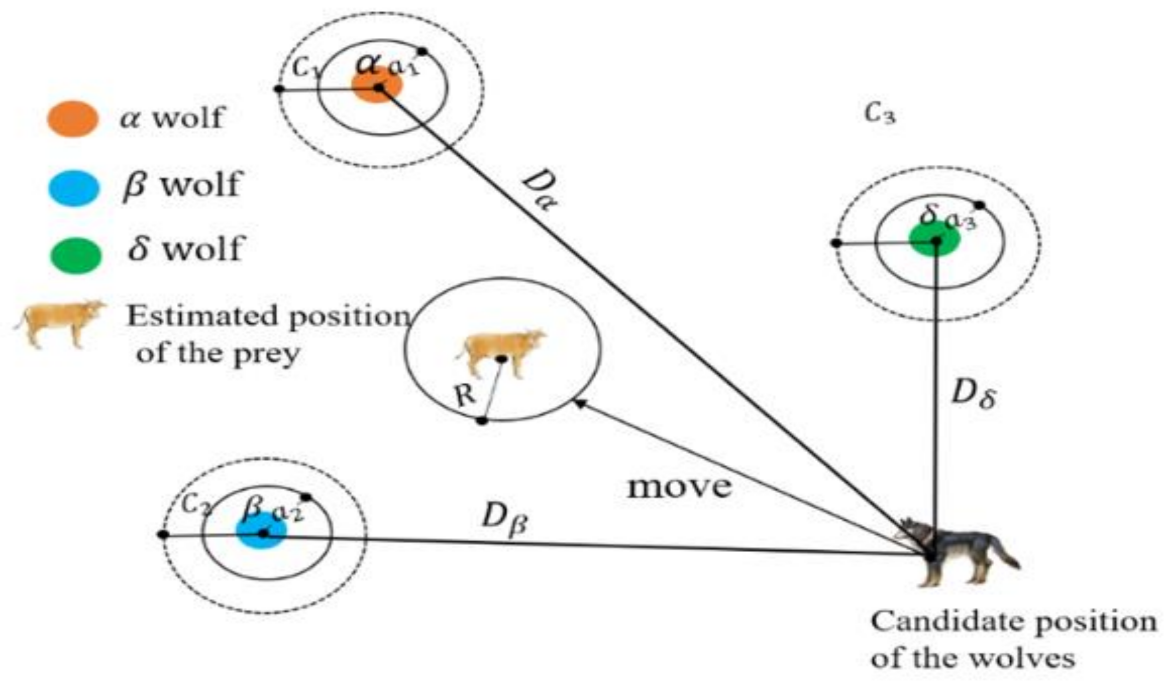 C₁
α a₁
C₃
α wolf
β wolf
δ wolf
Dα
δ a₃
Estimated position
of the prey
R
Dδ
move
C₂
β a₂
Dβ
Candidate position
of the wolves